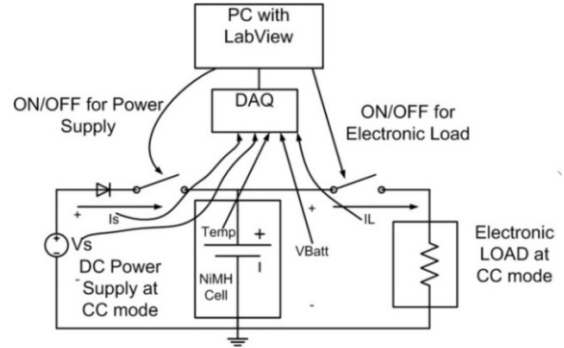 PC with
LabView
ON/OFF for Power
Supply
DAQ
ON/OFF for
Electronic Load
+
Is
+
IL
Vs
Temp
+
VBatt
DC Power
Supply at
CC mode
NiMH
Cell
Electronic
LOAD at
CC mode